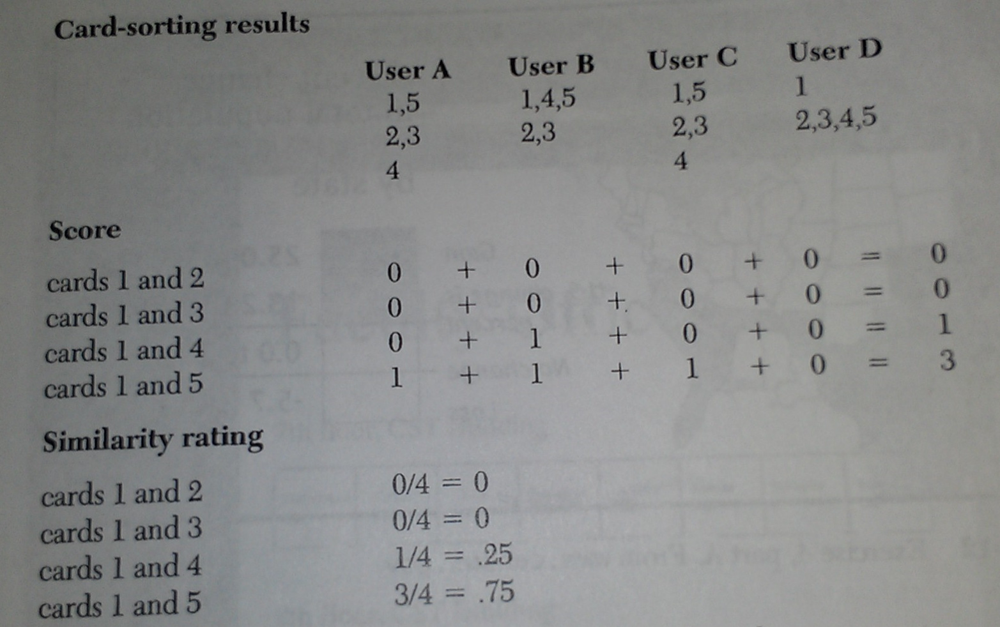 Card-sorting results
User A User B User C User D
1,5 1,4,5 1,5 1
2,3 2,3 2,3 2,3,4,5
4 4
Score
cards 1 and 2 0 + 0 + 0 + 0 = 0
cards 1 and 3 0 + 0 + 0 + 0 = 0
cards 1 and 4 0 + 1 + 0 + 0 = 1
cards 1 and 5 1 + 1 + 1 + 0 = 3
Similarity rating
cards 1 and 2 0/4 = 0
cards 1 and 3 0/4 = 0
cards 1 and 4 1/4 = .25
cards 1 and 5 3/4 = .75